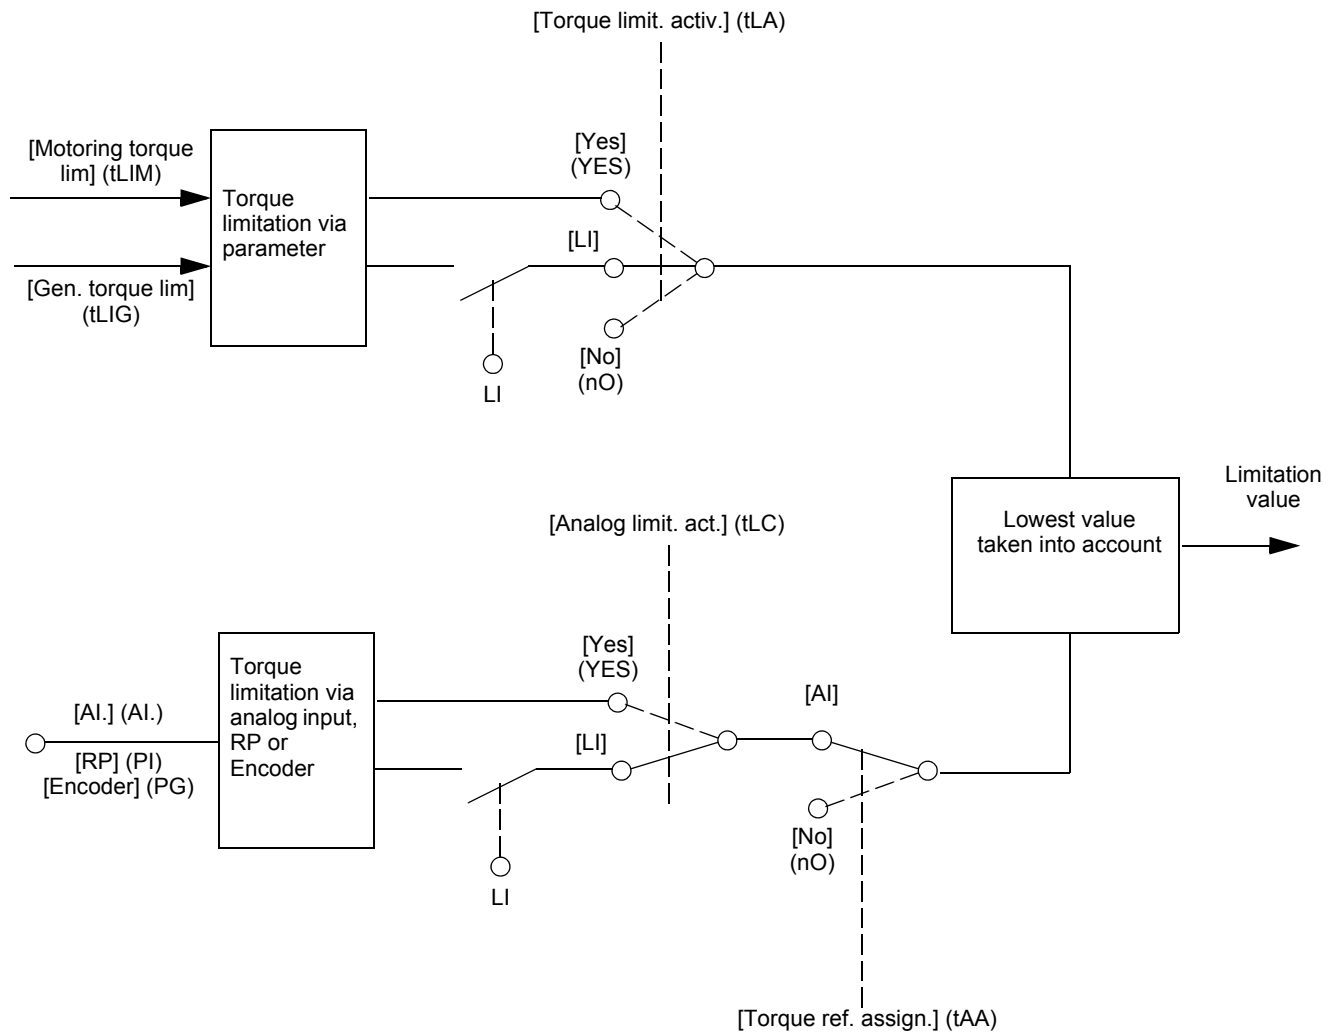 [Torque limit. activ.] (tLA)
[Motoring torque
lim] (tLIM)
[Gen. torque lim]
(tLIG)
Torque
limitation via
parameter
[Yes]
(YES)
[LI]
[No]
(nO)
LI
Lowest value
taken into account
Limitation
value
[Analog limit. act.] (tLC)
[AI.] (AI.)
[RP] (PI)
[Encoder] (PG)
Torque
limitation via
analog input,
RP or
Encoder
[Yes]
(YES)
[LI]
LI
[AI]
[No]
(nO)
[Torque ref. assign.] (tAA)